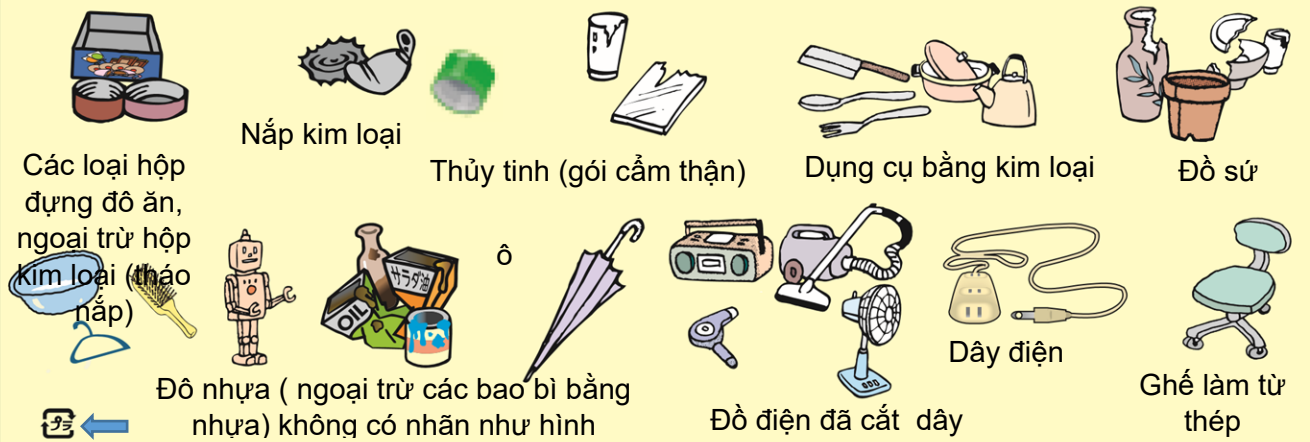 Các loại hộp
đựng đô ăn,
ngoại trừ hộp
kim loại (tháo
nắp)
Nắp kim loại
Thủy tinh (gói cẩm thận)
Dụng cụ bằng kim loại
Đồ sứ
OIL
サラダ油
Đô nhựa ( ngoại trừ các bao bì bằng
nhựa) không có nhãn như hình
プラ
ô
Đồ điện đã cắt dây
Dây điện
Ghế làm từ
thép